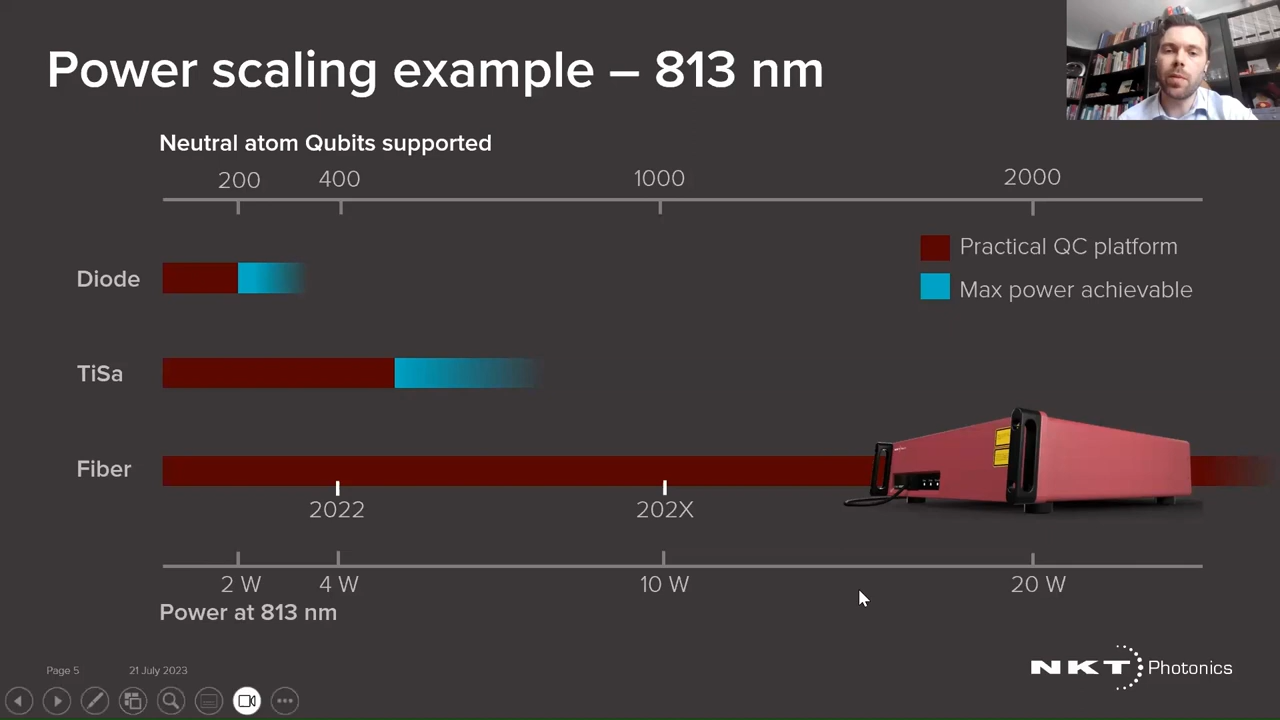 Power scaling example – 813 nm
Neutral atom Qubits supported
200 400 1000 2000
Practical QC platform
Max power achievable
Diode
TiSa
Fiber
2022 202X
2 W 4 W 10 W 20 W
Power at 813 nm
Page 5 21 July 2023
NKT Photonics